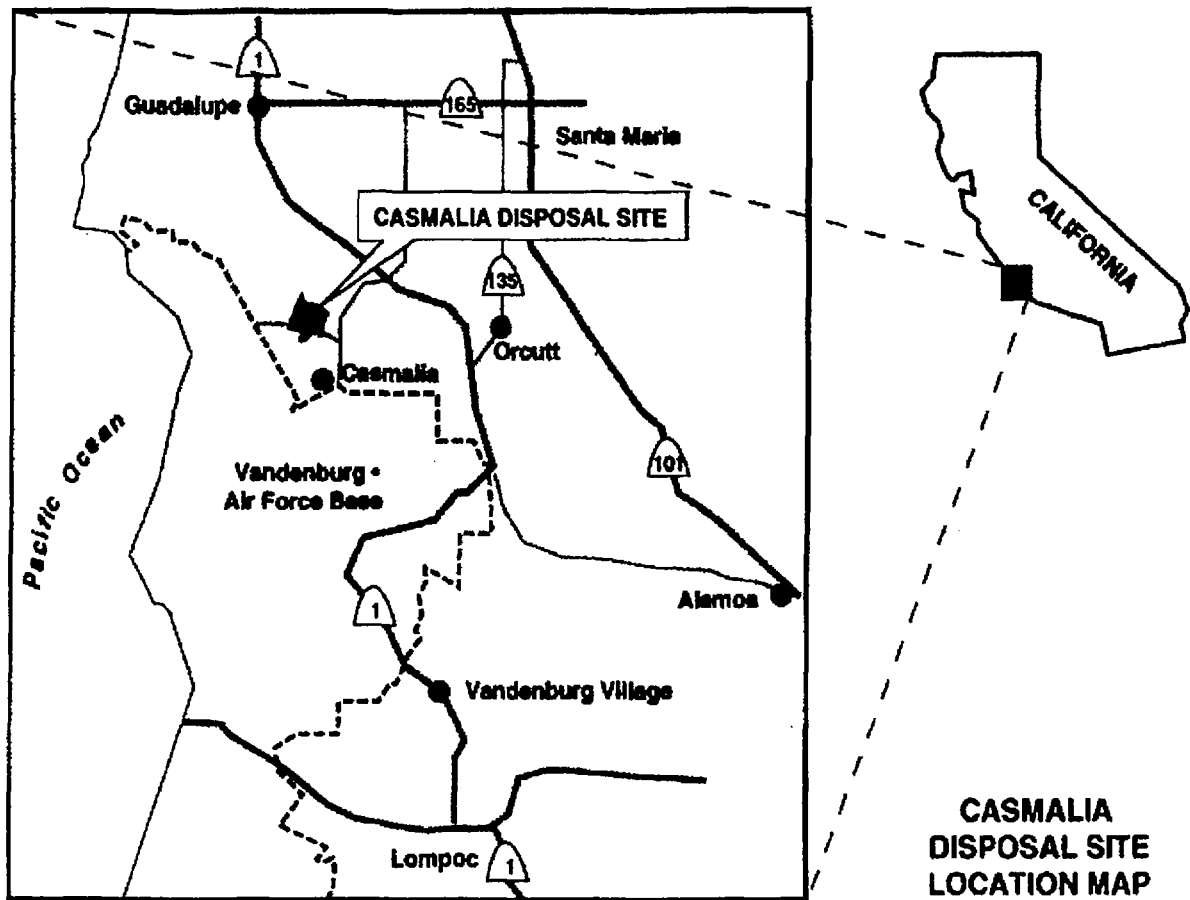 1
Guadalupe
165
Santa Maria
CASMALIA DISPOSAL SITE
CALIFORNIA
135
Orcutt
Casmalia
101
Vandenburg
Air Force Base
Pacific Ocean
Alamos
1
Vandenburg Village
Lompoc
1
CASMALIA
DISPOSAL SITE
LOCATION MAP